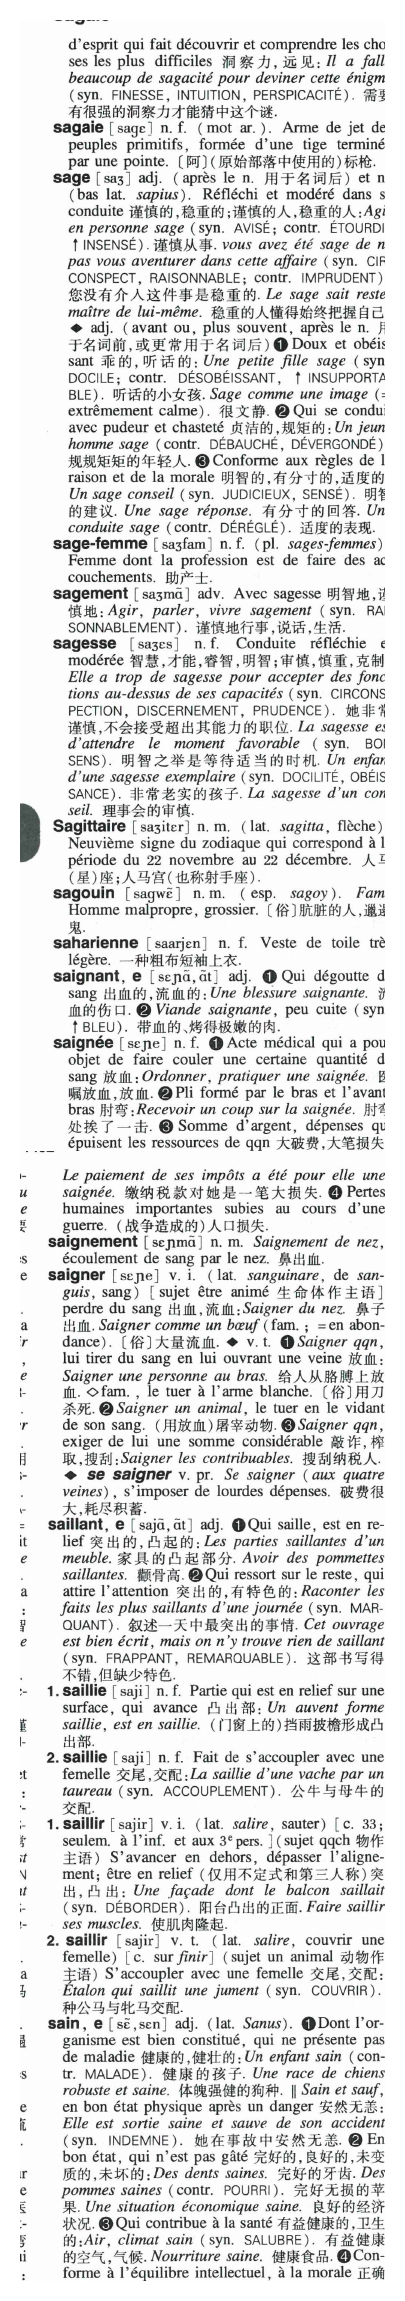 d'esprit qui fait découvrir et comprendre les cho
ses les plus difficiles 洞察力,远见: Il a fall
beaucoup de sagacité pour deviner cette énigm
(syn. FINESSE, INTUITION, PERSPICACITÉ). 需要
有很强的洞察力才能猜中这个谜.
sagaie [sagɛ] n. f. (mot ar.). Arme de jet de
peuples primitifs, formée d'une tige terminé
par une pointe. 〔阿〕(原始部落中使用的)标枪.
sage [saʒ] adj. (après le n. 用于名词后) et n
(bas lat. sapius). Réfléchi et modéré dans s
conduite 谨慎的,稳重的;谨慎的人,稳重的人:Agi
en personne sage (syn. AVISÉ; contr. ÉTOURDI
↑INSENSÉ). 谨慎从事. vous avez été sage de n
pas vous aventurer dans cette affaire (syn. CIR
CONSPECT, RAISONNABLE; contr. IMPRUDENT)
您没有介入这件事是稳重的. Le sage sait reste
maître de lui-même. 稳重的人懂得始终把握自己
◆ adj. (avant ou, plus souvent, après le n. 用
于名词前,或更常用于名词后) ❶ Doux et obéis
sant 乖的,听话的: Une petite fille sage (syn
DOCILE; contr. DÉSOBÉISSANT, ↑INSUPPORTA
BLE). 听话的小女孩. Sage comme une image (=
extrêmement calme). 很文静. ❷ Qui se condui
avec pudeur et chasteté 贞洁的,规矩的: Un jeun
homme sage (contr. DÉBAUCHÉ, DÉVERGONDÉ)
规规矩矩的年轻人. ❸ Conforme aux règles de l
raison et de la morale 明智的,有分寸的,适度的
Un sage conseil (syn. JUDICIEUX, SENSÉ). 明智
的建议. Une sage réponse. 有分寸的回答. Un
conduite sage (contr. DÉRÉGLÉ). 适度的表现.
sage-femme [saʒfam] n. f. (pl. sages-femmes)
Femme dont la profession est de faire des ac
couchements. 助产士.
sagement [saʒmɑ̃] adv. Avec sagesse 明智地,谨
慎地: Agir, parler, vivre sagement (syn. RAI
SONNABLEMENT). 谨慎地行事,说话,生活.
sagesse [saʒɛs] n. f. Conduite réfléchie e
modérée 智慧,才能,睿智,明智;审慎,慎重,克制
Elle a trop de sagesse pour accepter des fonc
tions au-dessus de ses capacités (syn. CIRCONS
PECTION, DISCERNEMENT, PRUDENCE). 她非常
谨慎,不会接受超出其能力的职位. La sagesse es
d'attendre le moment favorable (syn. BON
SENS). 明智之举是等待适当的时机. Un enfan
d'une sagesse exemplaire (syn. DOCILITÉ, OBÉIS
SANCE). 非常老实的孩子. La sagesse d'un con
seil. 理事会的审慎.
Sagittaire [saʒitɛr] n. m. (lat. sagitta, flèche)
Neuvième signe du zodiaque qui correspond à l
période du 22 novembre au 22 décembre. 人马
(星)座;人马宫(也称射手座).
sagouin [sagwɛ̃] n. m. (esp. sagoy). Fam
Homme malpropre, grossier. 〔俗〕肮脏的人,邋遢
鬼.
saharienne [saarjɛn] n. f. Veste de toile trè
légère. 一种粗布短袖上衣.
saignant, e [sɛɲɑ̃, ɑ̃t] adj. ❶ Qui dégoutte d
sang 出血的,流血的: Une blessure saignante. 流
血的伤口. ❷ Viande saignante, peu cuite (syn
↑BLEU). 带血的、烤得极嫩的肉.
saignée [seɲe] n. f. ❶ Acte médical qui a pou
objet de faire couler une certaine quantité d
sang 放血: Ordonner, pratiquer une saignée. 医
嘱放血,放血. ❷ Pli formé par le bras et l'avant
bras 肘弯: Recevoir un coup sur la saignée. 肘弯
处挨了一击. ❸ Somme d'argent, dépenses qu
épuisent les ressources de qqn 大破费,大笔损失
Le paiement de ses impôts a été pour elle une
saignée. 缴纳税款对她是一笔大损失. ❹ Pertes
humaines importantes subies au cours d'une
guerre. (战争造成的)人口损失.
saignement [sɛɲmɑ̃] n. m. Saignement de nez,
écoulement de sang par le nez. 鼻出血.
saigner [seɲe] v. i. (lat. sanguinare, de san-
guis, sang) [sujet être animé 生命体作主语]
perdre du sang 出血,流血: Saigner du nez. 鼻子
出血. Saigner comme un bœuf (fam.; = en abon-
dance). 〔俗〕大量流血. ◆ v. t. ❶ Saigner qqn,
lui tirer du sang en lui ouvrant une veine 放血:
Saigner une personne au bras. 给人从胳膊上放
血. ◇ fam., le tuer à l'arme blanche. 〔俗〕用刀
杀死. ❷ Saigner un animal, le tuer en le vidant
de son sang. (用放血)屠宰动物. ❸ Saigner qqn,
exiger de lui une somme considérable 敲诈,榨
取,搜刮: Saigner les contribuables. 搜刮纳税人.
◆ se saigner v. pr. Se saigner (aux quatre
veines), s'imposer de lourdes dépenses. 破费很
大,耗尽积蓄.
saillant, e [sajɑ̃, ɑ̃t] adj. ❶ Qui saille, est en re-
lief 突出的,凸起的: Les parties saillantes d'un
meuble. 家具的凸起部分. Avoir des pommettes
saillantes. 颧骨高. ❷ Qui ressort sur le reste, qui
attire l'attention 突出的,有特色的: Raconter les
faits les plus saillants d'une journée (syn. MAR-
QUANT). 叙述一天中最突出的事情. Cet ouvrage
est bien écrit, mais on n'y trouve rien de saillant
(syn. FRAPPANT, REMARQUABLE). 这部书写得
不错,但缺少特色.
1. saillie [saji] n. f. Partie qui est en relief sur une
surface, qui avance 凸出部: Un auvent forme
saillie, est en saillie. (门窗上的)挡雨披檐形成凸
出部.
2. saillie [saji] n. f. Fait de s'accoupler avec une
femelle 交尾,交配: La saillie d'une vache par un
taureau (syn. ACCOUPLEMENT). 公牛与母牛的
交配.
1. saillir [sajir] v. i. (lat. salire, sauter) [c. 33;
seulem. à l'inf. et aux 3ᵉ pers.] (sujet qqch 物作
主语) S'avancer en dehors, dépasser l'aligne-
ment; être en relief (仅用不定式和第三人称)突
出,凸出: Une façade dont le balcon saillait
(syn. DÉBORDER). 阳台凸出的正面. Faire saillir
ses muscles. 使肌肉隆起.
2. saillir [sajir] v. t. (lat. salire, couvrir une
femelle) [c. sur finir] (sujet un animal 动物作
主语) S'accoupler avec une femelle 交尾,交配:
Étalon qui saillit une jument (syn. COUVRIR).
种公马与牝马交配.
sain, e [sɛ̃, sɛn] adj. (lat. Sanus). ❶ Dont l'or-
ganisme est bien constitué, qui ne présente pas
de maladie 健康的,健壮的: Un enfant sain (con-
tr. MALADE). 健康的孩子. Une race de chiens
robuste et saine. 体魄强健的狗种. ‖ Sain et sauf,
en bon état physique après un danger 安然无恙:
Elle est sortie saine et sauve de son accident
(syn. INDEMNE). 她在事故中安然无恙. ❷ En
bon état, qui n'est pas gâté 完好的,良好的,未变
质的,未坏的: Des dents saines. 完好的牙齿. Des
pommes saines (contr. POURRI). 完好无损的苹
果. Une situation économique saine. 良好的经济
状况. ❸ Qui contribue à la santé 有益健康的,卫生
的: Air, climat sain (syn. SALUBRE). 有益健康
的空气,气候. Nourriture saine. 健康食品. ❹ Con-
forme à l'équilibre intellectuel, à la morale 正确